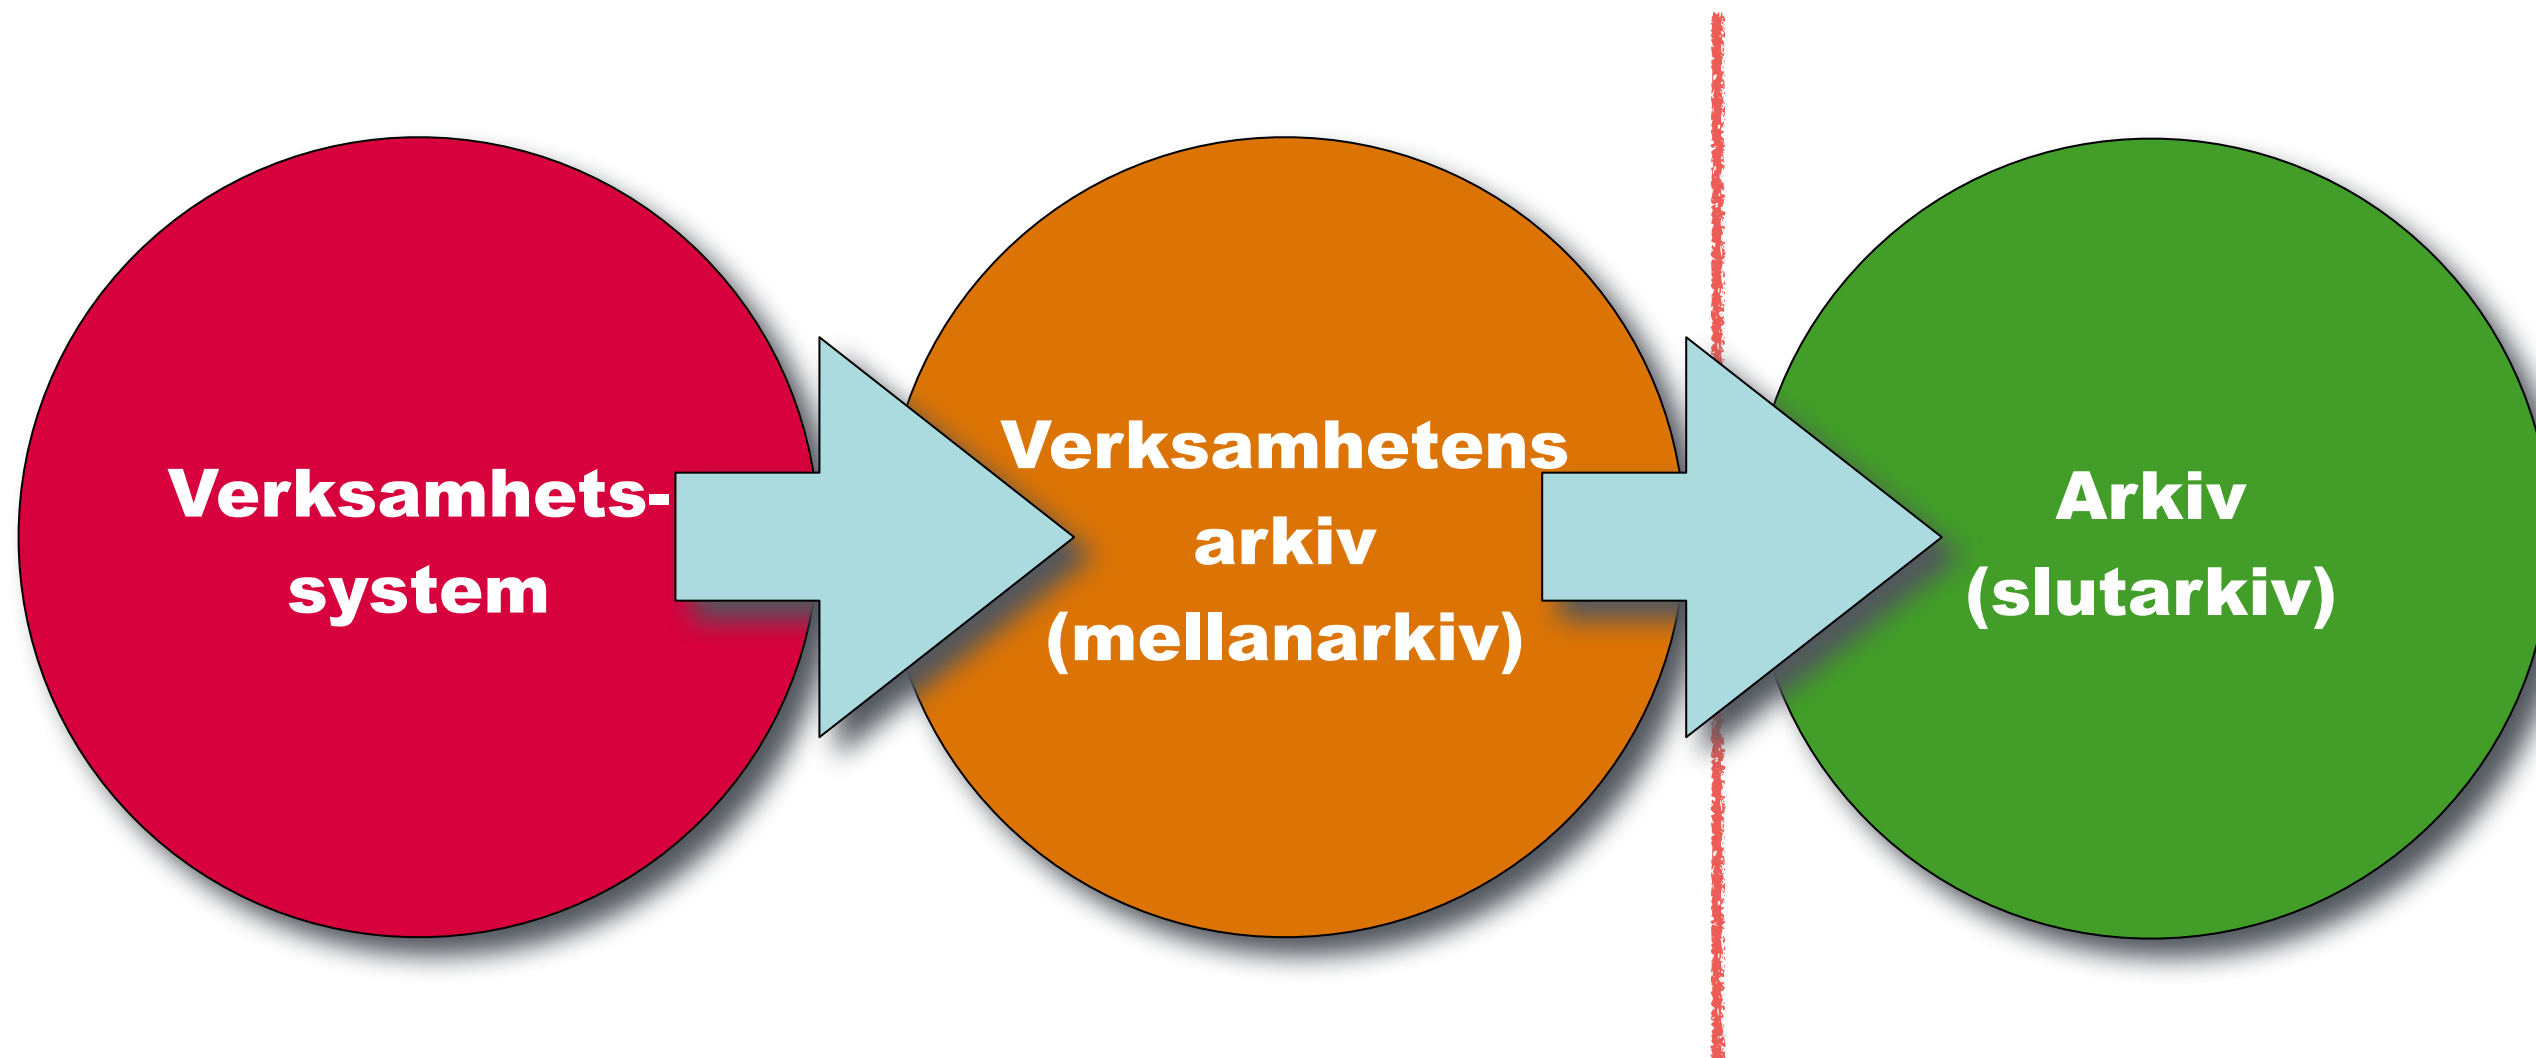 Verksamhets-
system
Verksamhetens
arkiv
(mellanarkiv)
Arkiv
(slutarkiv)